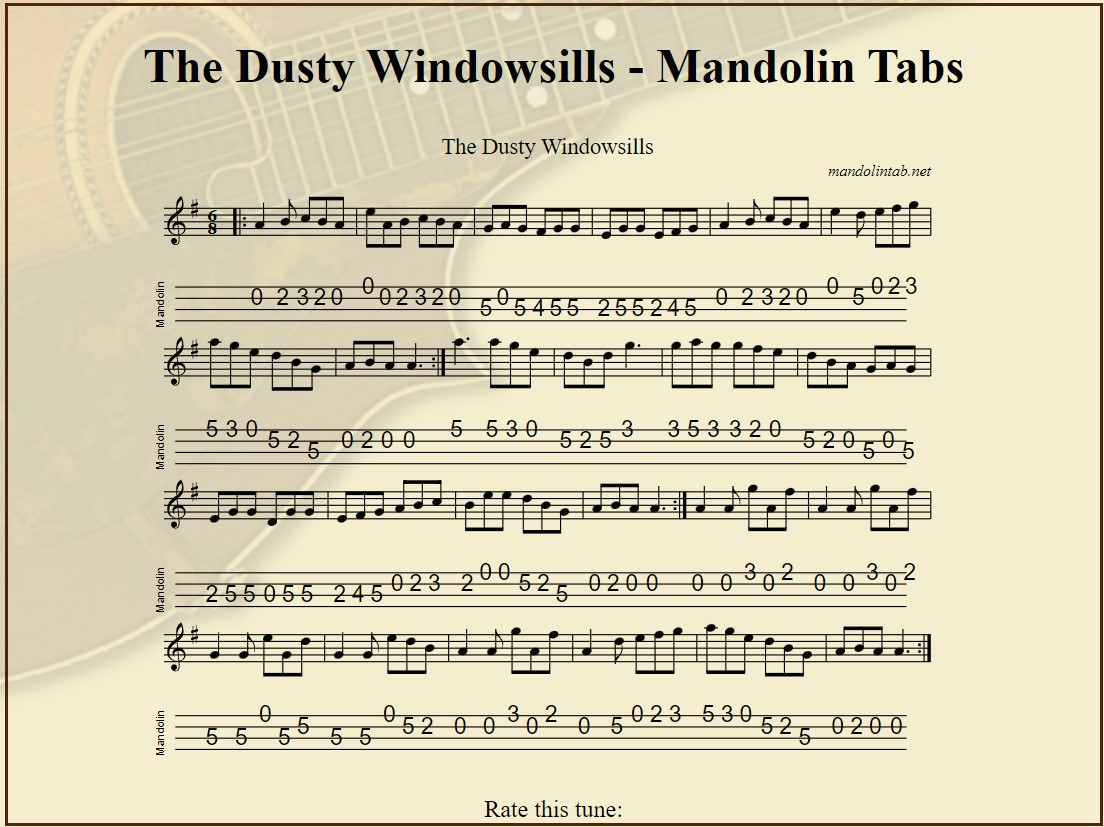 The Dusty Windowsills - Mandolin Tabs
The Dusty Windowsills
mandolintab.net
6
8
Mandolin
0 2 3 2 0 0 0 2 3 2 0 5 0 5 4 5 5 2 5 5 2 4 5 0 2 3 2 0 0 5 0 2 3
Mandolin
5 3 0 5 2 5 0 2 0 0 5 5 3 0 5 2 5 3 3 5 3 3 2 0 5 2 0 5 0 5
Mandolin
2 5 5 0 5 5 2 4 5 0 2 3 2 0 0 5 2 5 0 2 0 0 0 0 3 0 2 0 0 3 0 2
Mandolin
5 5 0 5 5 5 5 0 5 2 0 0 3 0 2 0 5 0 2 3 5 3 0 5 2 5 0 2 0 0
Rate this tune: